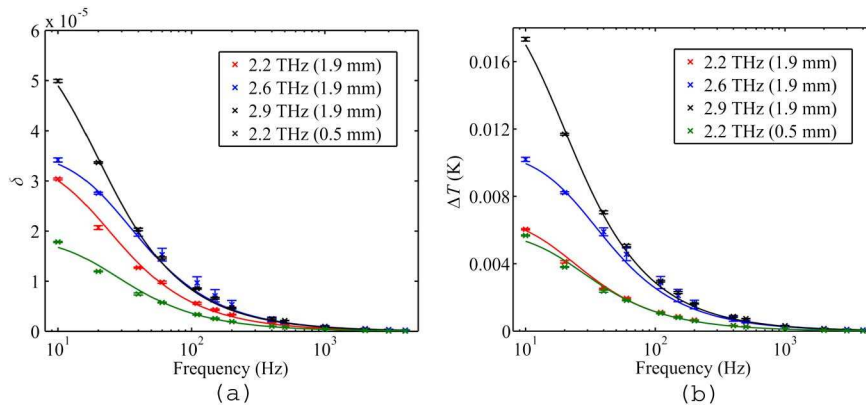 x 10⁻⁵
6
5
4
3
2
1
0
δ
2.2 THz (1.9 mm)
2.6 THz (1.9 mm)
2.9 THz (1.9 mm)
2.2 THz (0.5 mm)
10¹
10²
10³
Frequency (Hz)
(a)
0.016
0.012
0.008
0.004
0
ΔT (K)
2.2 THz (1.9 mm)
2.6 THz (1.9 mm)
2.9 THz (1.9 mm)
2.2 THz (0.5 mm)
10¹
10²
10³
Frequency (Hz)
(b)